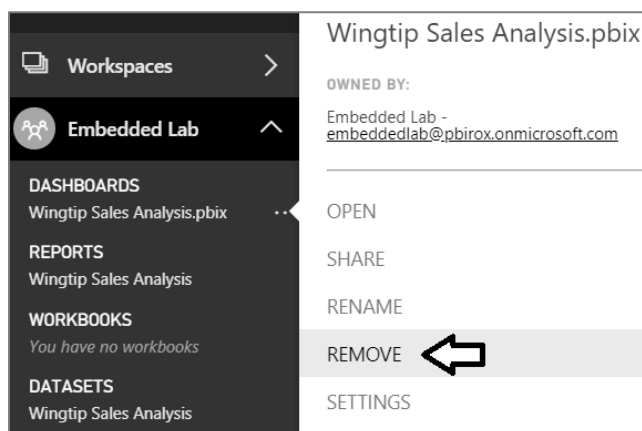 Workspaces
Embedded Lab
DASHBOARDS
Wingtip Sales Analysis.pbix
REPORTS
Wingtip Sales Analysis
WORKBOOKS
You have no workbooks
DATASETS
Wingtip Sales Analysis
Wingtip Sales Analysis.pbix
OWNED BY:
Embedded Lab -
embeddedlab@pbirox.onmicrosoft.com
OPEN
SHARE
RENAME
REMOVE
SETTINGS